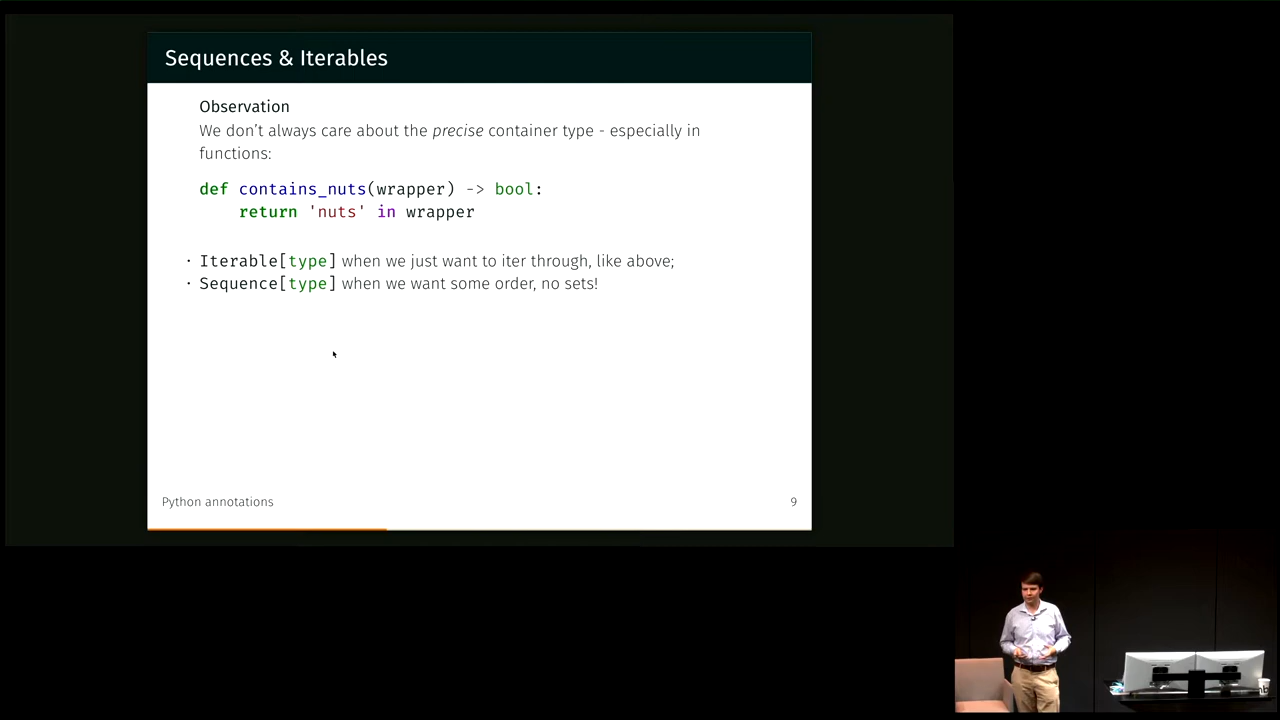 Sequences & Iterables
Observation
We don't always care about the precise container type - especially in
functions:
def contains_nuts(wrapper) -> bool:
    return 'nuts' in wrapper
· Iterable[type] when we just want to iter through, like above;
· Sequence[type] when we want some order, no sets!
Python annotations
9